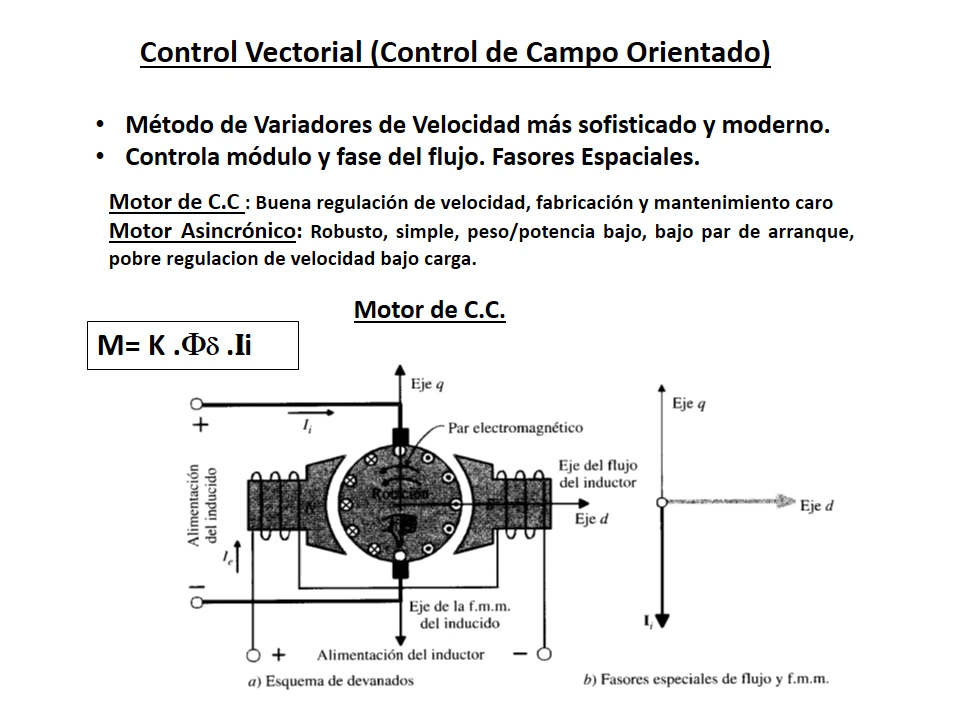 Control Vectorial (Control de Campo Orientado)
• Método de Variadores de Velocidad más sofisticado y moderno.
• Controla módulo y fase del flujo. Fasores Espaciales.
Motor de C.C : Buena regulación de velocidad, fabricación y mantenimiento caro
Motor Asincrónico: Robusto, simple, peso/potencia bajo, bajo par de arranque,
pobre regulacion de velocidad bajo carga.
Motor de C.C.
M= K .Φδ .Ii
Eje q
+
Ii
Par electromagnético
Alimentación
del inducido
Rotación
N
Eje del flujo
del inductor
Eje d
Ie
−
Eje de la f.m.m.
del inducido
+ Alimentación del inductor −
a) Esquema de devanados
Eje q
Eje d
Ii
b) Fasores especiales de flujo y f.m.m.